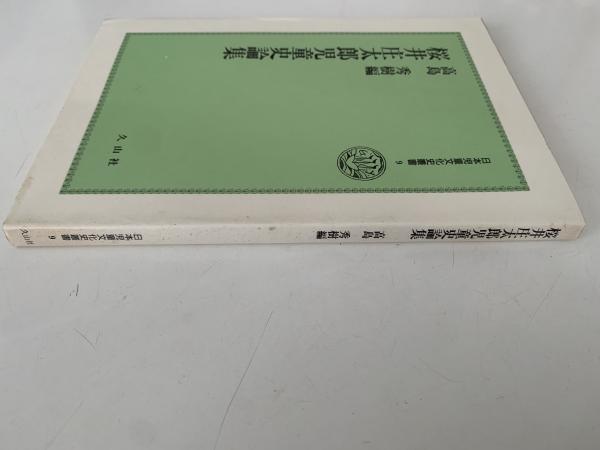 桜井庄太郎児童史論集
高島秀樹編
日本児童文化史叢書 9
久山社
桜井庄太郎児童史論集 高島秀樹編 日本児童文化史叢書 9 久山社